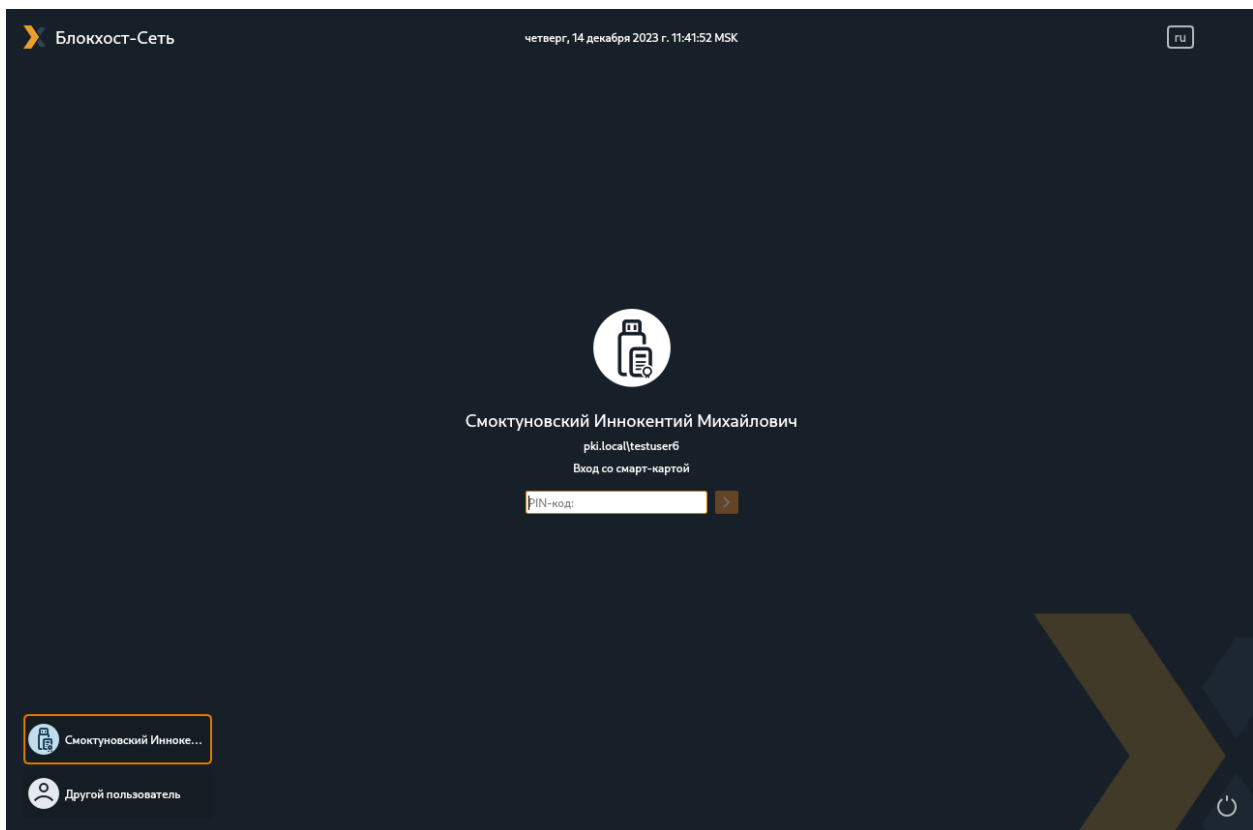 Блокхост-Сеть
четверг, 14 декабря 2023 г. 11:41:52 MSK
ru
Смоктуновский Иннокентий Михайлович
pki.local\testuser6
Вход со смарт-картой
PIN-код:
Смоктуновский Инноке...
Другой пользователь